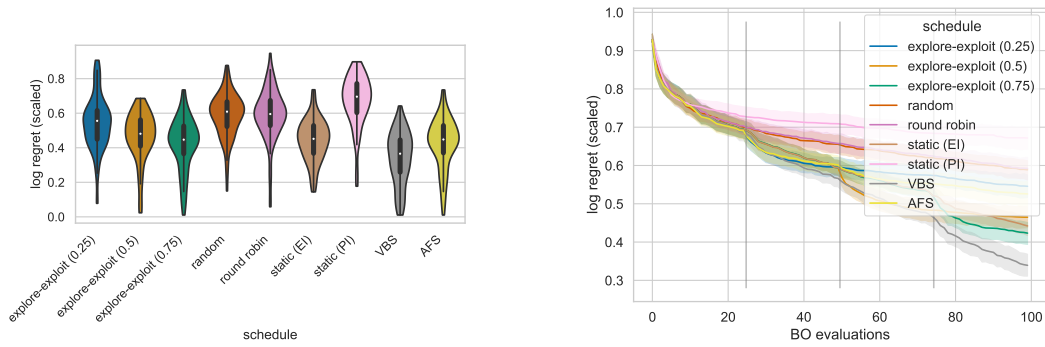 log regret (scaled)
0.8
0.6
0.4
0.2
0.0
explore-exploit (0.25)
explore-exploit (0.5)
explore-exploit (0.75)
random
round robin
static (EI)
static (PI)
VBS
AFS
schedule
log regret (scaled)
1.0
0.9
0.8
0.7
0.6
0.5
0.4
0.3
0
20
40
60
80
100
BO evaluations
schedule
explore-exploit (0.25)
explore-exploit (0.5)
explore-exploit (0.75)
random
round robin
static (EI)
static (PI)
VBS
AFS